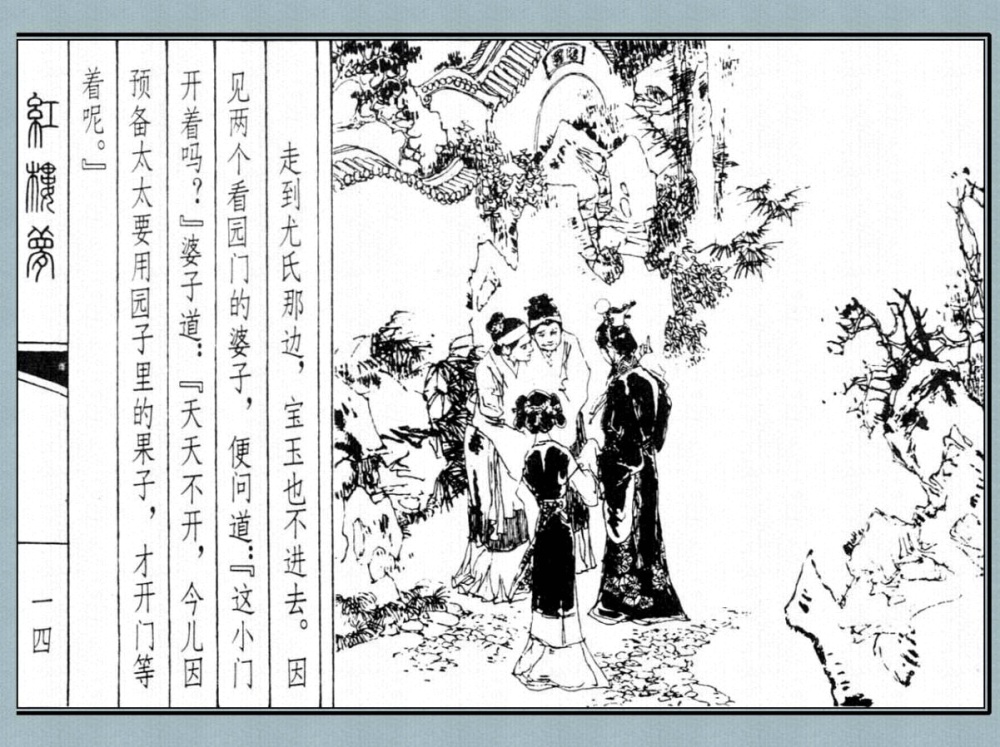 走到尤氏那边，宝玉也不进去。因
见两个看园门的婆子，便问道：『这小门
开着吗？』婆子道：『天天不开，今儿因
预备太太要用园子里的果子，才开门等
着呢。』
紅樓夢
一四